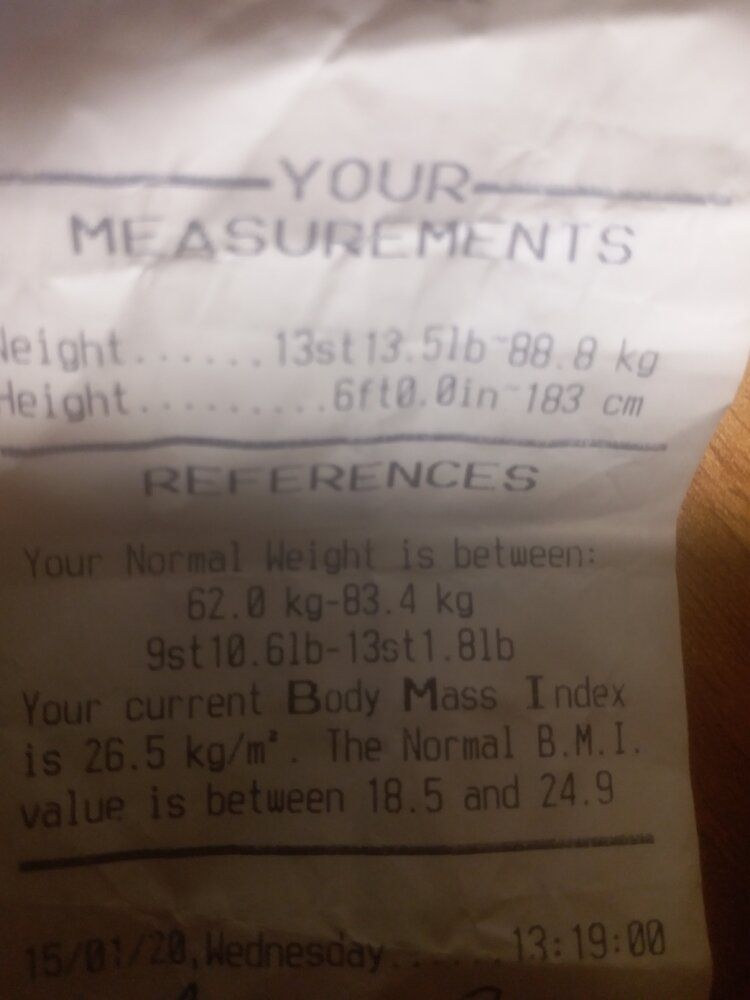 YOUR
MEASUREMENTS
Weight......13st13.5lb~88.8 kg
Height.........6ft0.0in~183 cm
REFERENCES
Your Normal Weight is between:
62.0 kg-83.4 kg
9st10.6lb-13st1.8lb
Your current Body Mass Index
is 26.5 kg/m². The Normal B.M.I.
value is between 18.5 and 24.9
15/01/20,Wednesday......13:19:00